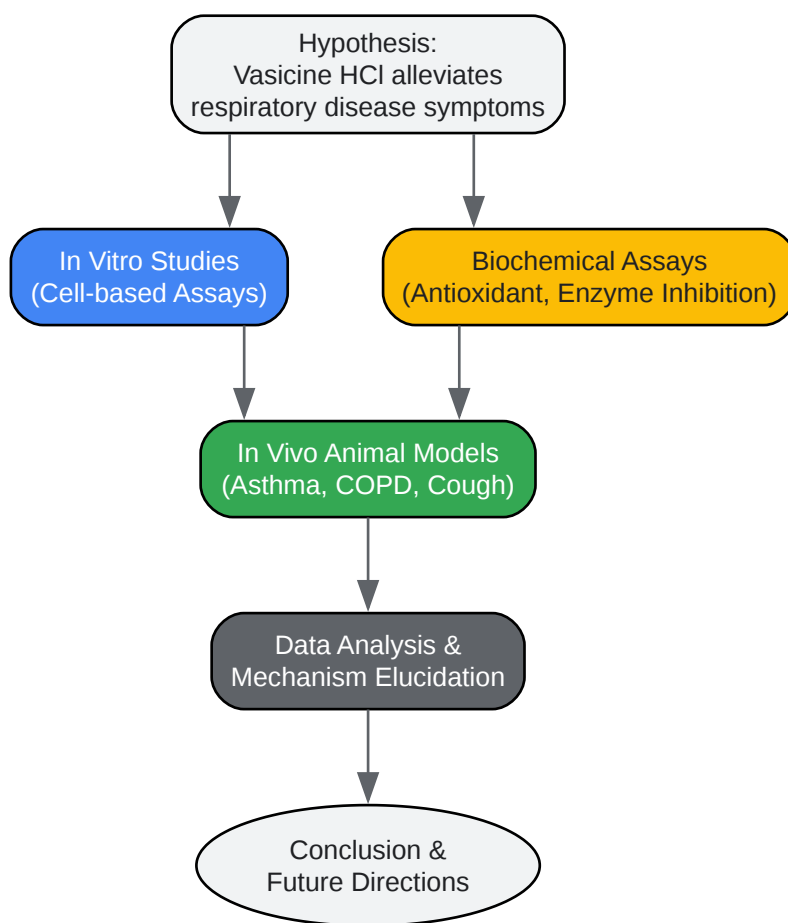 Hypothesis:
Vasicine HCl alleviates
respiratory disease symptoms
In Vitro Studies
(Cell-based Assays)
Biochemical Assays
(Antioxidant, Enzyme Inhibition)
In Vivo Animal Models
(Asthma, COPD, Cough)
Data Analysis &
Mechanism Elucidation
Conclusion &
Future Directions